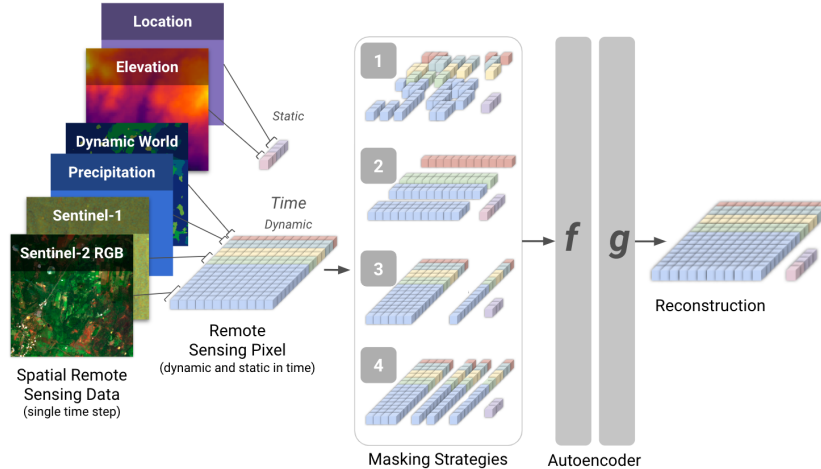 Location
Elevation
Dynamic World
Precipitation
Sentinel-1
Sentinel-2 RGB
Spatial Remote
Sensing Data
(single time step)
Static
Time
Dynamic
Remote
Sensing Pixel
(dynamic and static in time)
1
2
3
4
Masking Strategies
f g
Autoencoder
Reconstruction